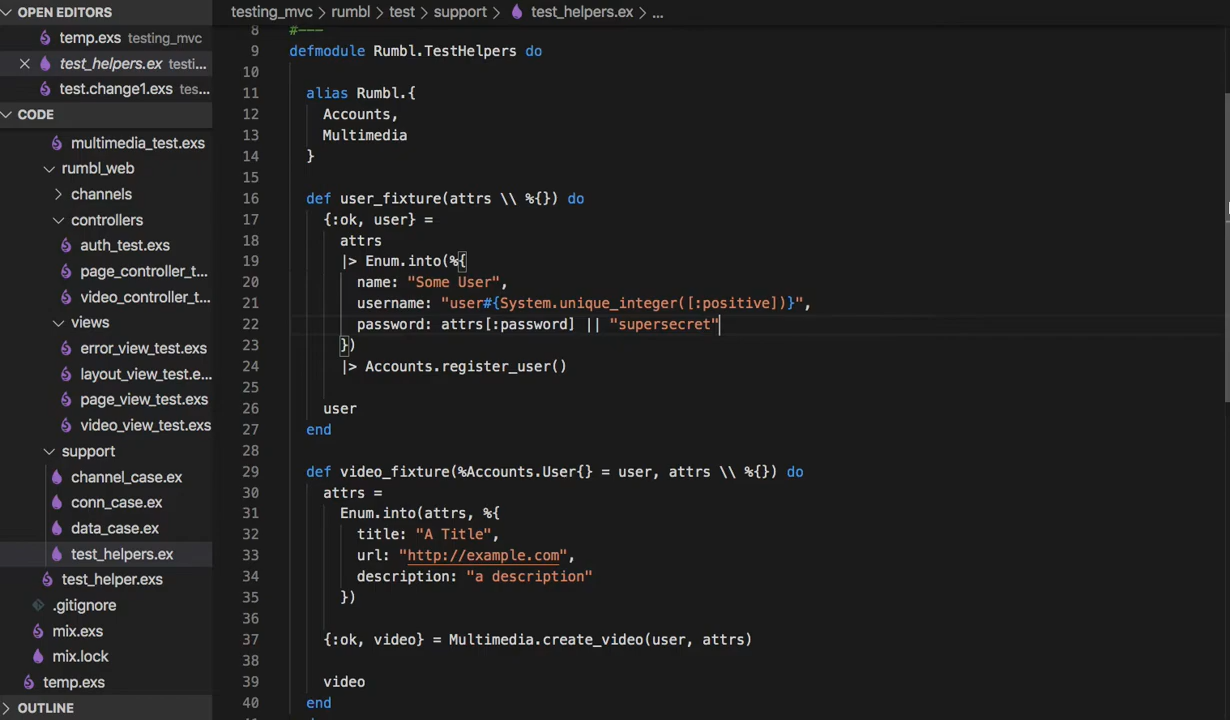 OPEN EDITORS
temp.exs testing_mvc
test_helpers.ex testi...
test.change1.exs tes...
CODE
multimedia_test.exs
rumbl_web
channels
controllers
auth_test.exs
page_controller_t...
video_controller_t...
views
error_view_test.exs
layout_view_test.e...
page_view_test.exs
video_view_test.exs
support
channel_case.ex
conn_case.ex
data_case.ex
test_helpers.ex
test_helper.exs
.gitignore
mix.exs
mix.lock
temp.exs
OUTLINE
testing_mvc > rumbl > test > support > test_helpers.ex > ...
8 #---
9 defmodule Rumbl.TestHelpers do
10
11 alias Rumbl.{
12 Accounts,
13 Multimedia
14 }
15
16 def user_fixture(attrs \\ %{}) do
17 {:ok, user} =
18 attrs
19 |> Enum.into(%{
20 name: "Some User",
21 username: "user#{System.unique_integer([:positive])}",
22 password: attrs[:password] || "supersecret"
23 })
24 |> Accounts.register_user()
25
26 user
27 end
28
29 def video_fixture(%Accounts.User{} = user, attrs \\ %{}) do
30 attrs =
31 Enum.into(attrs, %{
32 title: "A Title",
33 url: "http://example.com",
34 description: "a description"
35 })
36
37 {:ok, video} = Multimedia.create_video(user, attrs)
38
39 video
40 end